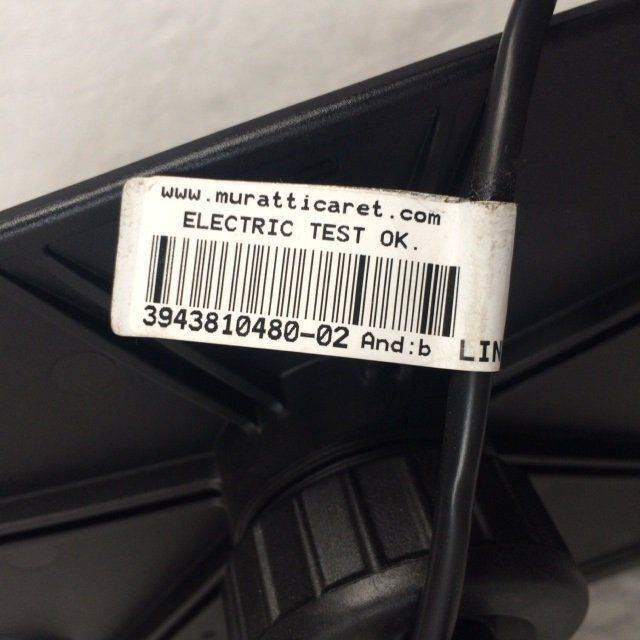 www.muratticaret.com
ELECTRIC TEST OK.
3943810480-02 And:b LIN